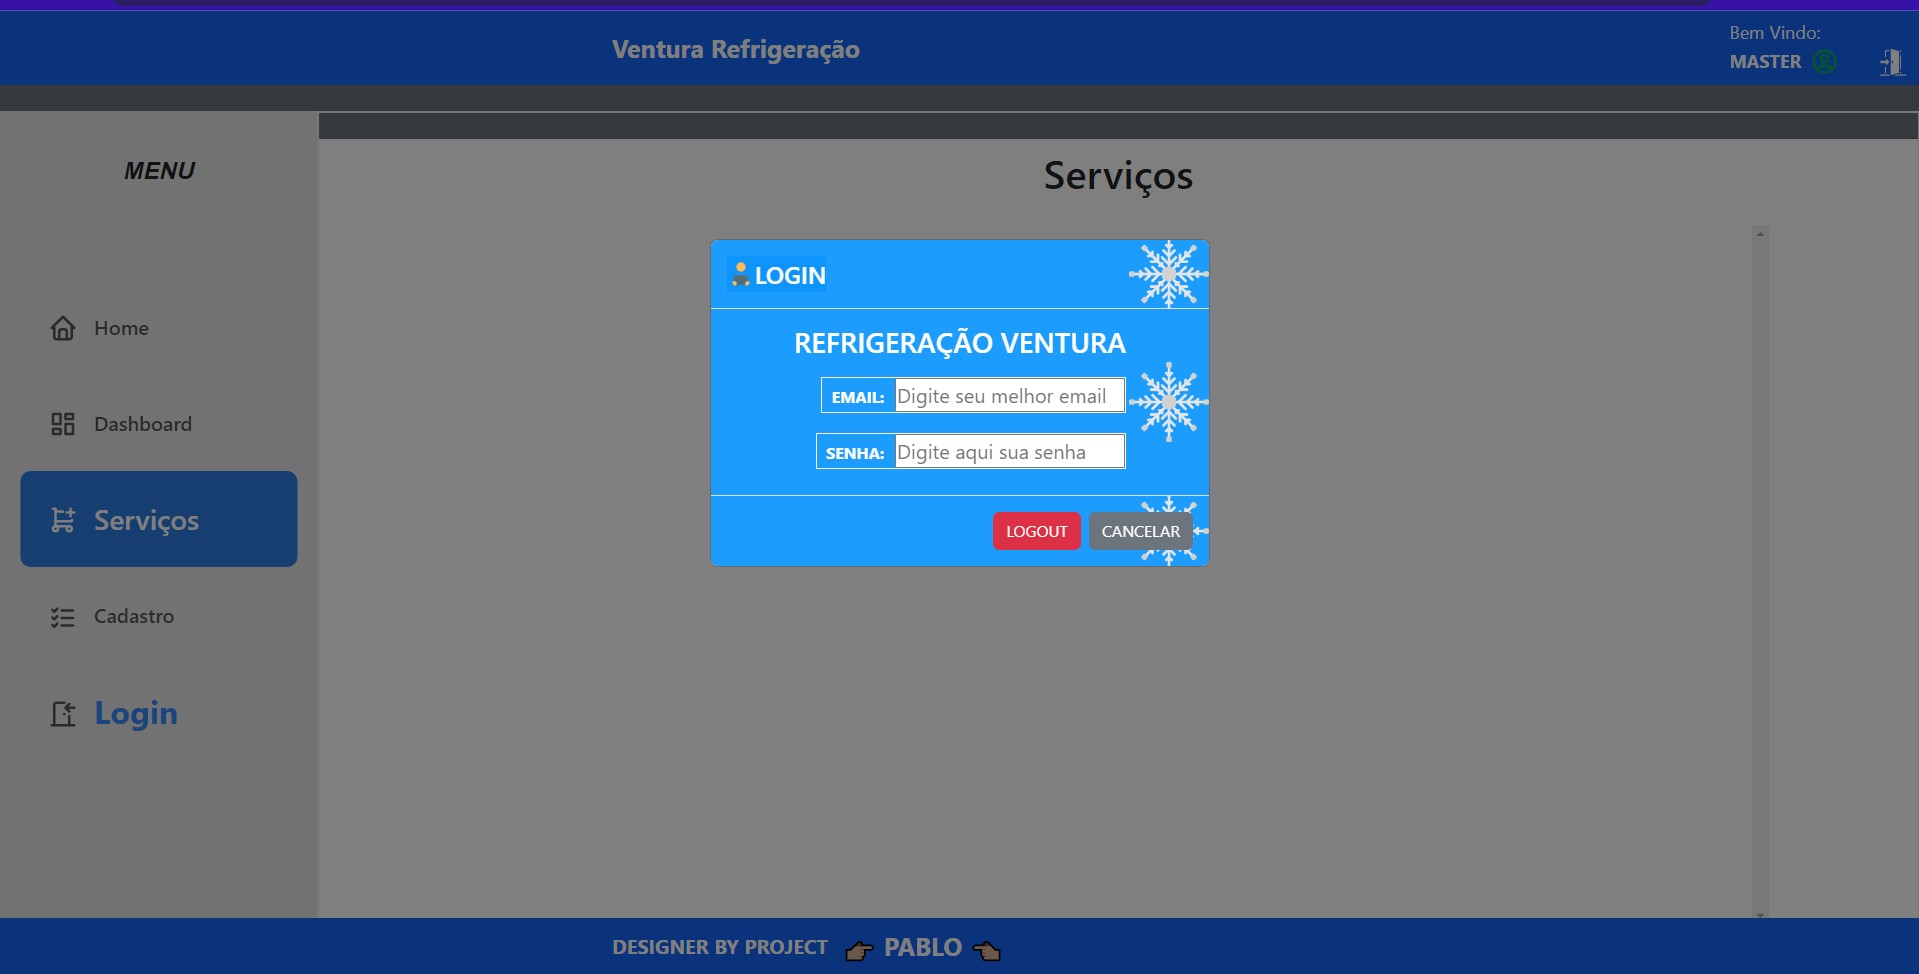 Ventura Refrigeração
Bem Vindo:
MASTER
MENU
Serviços
Home
Dashboard
Serviços
Cadastro
Login
LOGIN
REFRIGERAÇÃO VENTURA
EMAIL: Digite seu melhor email
SENHA: Digite aqui sua senha
LOGOUT CANCELAR
DESIGNER BY PROJECT PABLO